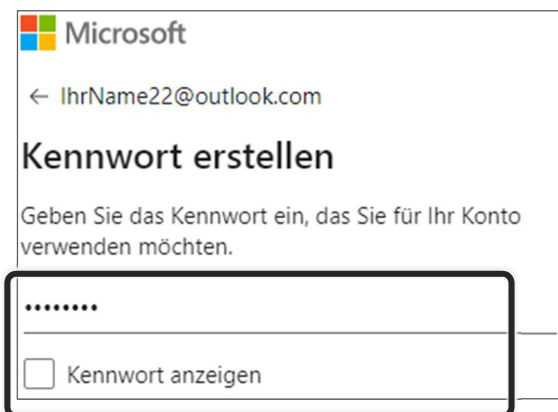 Microsoft
← IhrName22@outlook.com
Kennwort erstellen
Geben Sie das Kennwort ein, das Sie für Ihr Konto
verwenden möchten.
••••••••
Kennwort anzeigen